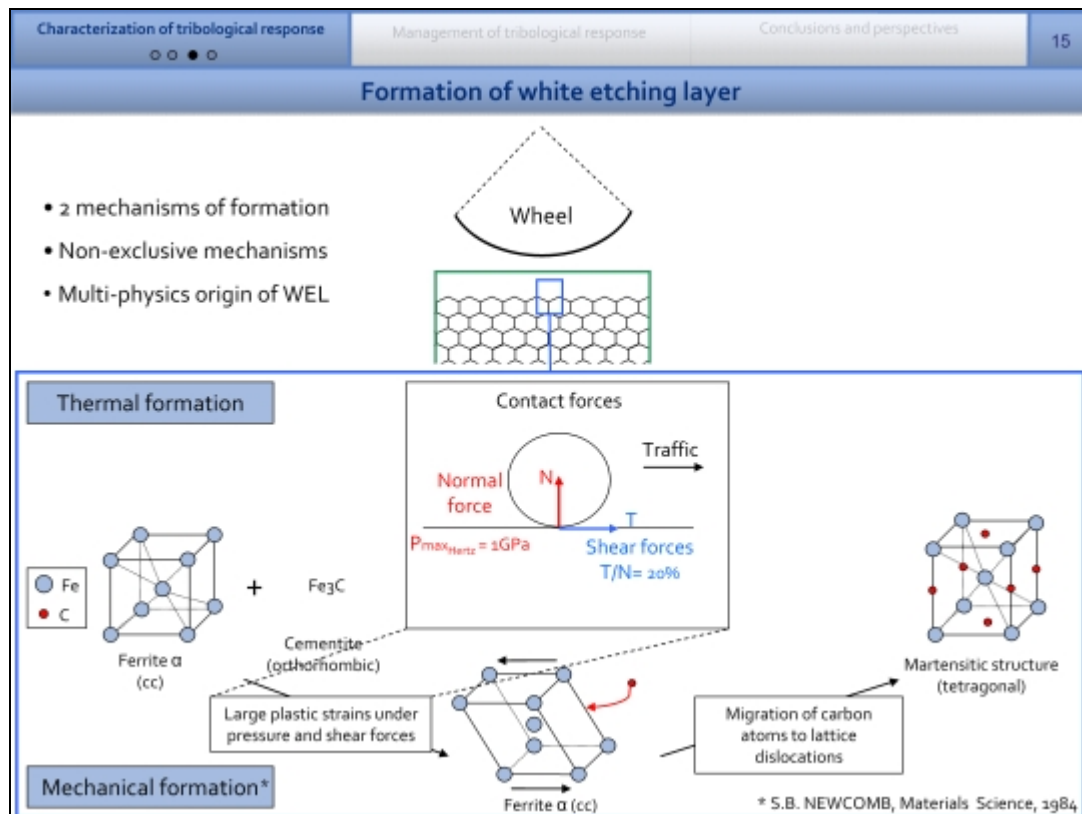 Characterization of tribological response
Management of tribological response
Conclusions and perspectives
15
Formation of white etching layer
• 2 mechanisms of formation
• Non-exclusive mechanisms
• Multi-physics origin of WEL
Wheel
Thermal formation
Contact forces
Traffic
Normal
force
N
T
PmaxHertz = 1GPa
Shear forces
T/N= 20%
Fe
C
+
Fe3C
Ferrite α
(cc)
Cementite
(orthorhombic)
Martensitic structure
(tetragonal)
Large plastic strains under
pressure and shear forces
Migration of carbon
atoms to lattice
dislocations
Mechanical formation*
Ferrite α (cc)
* S.B. NEWCOMB, Materials Science, 1984